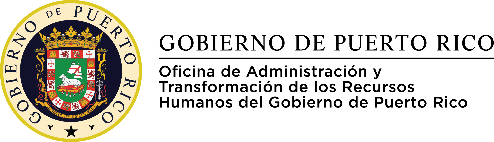 GOBIERNO DE PUERTO RICO
GOBIERNO DE PUERTO RICO
Oficina de Administración y
Transformación de los Recursos
Humanos del Gobierno de Puerto Rico